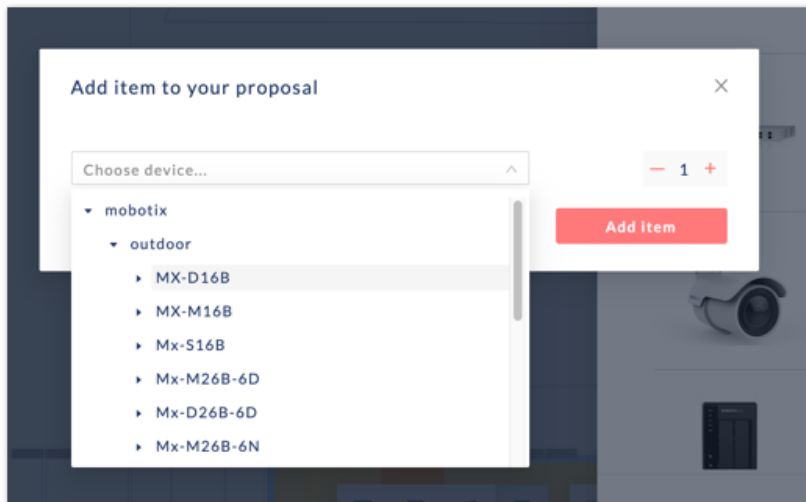 Add item to your proposal
Choose device...
— 1 +
mobotix
Add item
outdoor
MX-D16B
MX-M16B
Mx-S16B
Mx-M26B-6D
Mx-D26B-6D
Mx-M26B-6N